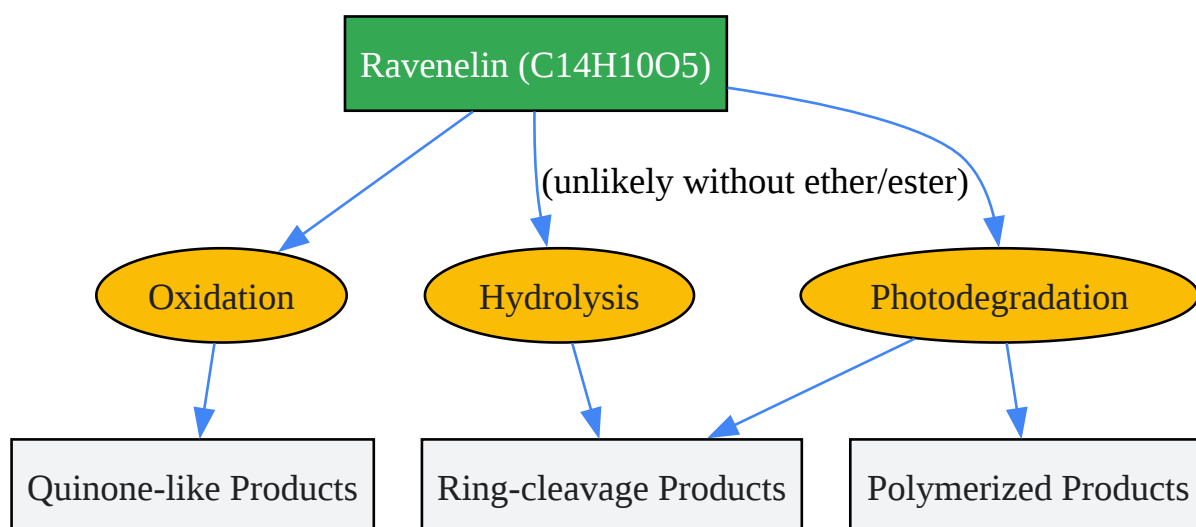 Ravenelin (C14H10O5)
(unlikely without ether/ester)
Oxidation
Hydrolysis
Photodegradation
Quinone-like Products
Ring-cleavage Products
Polymerized Products